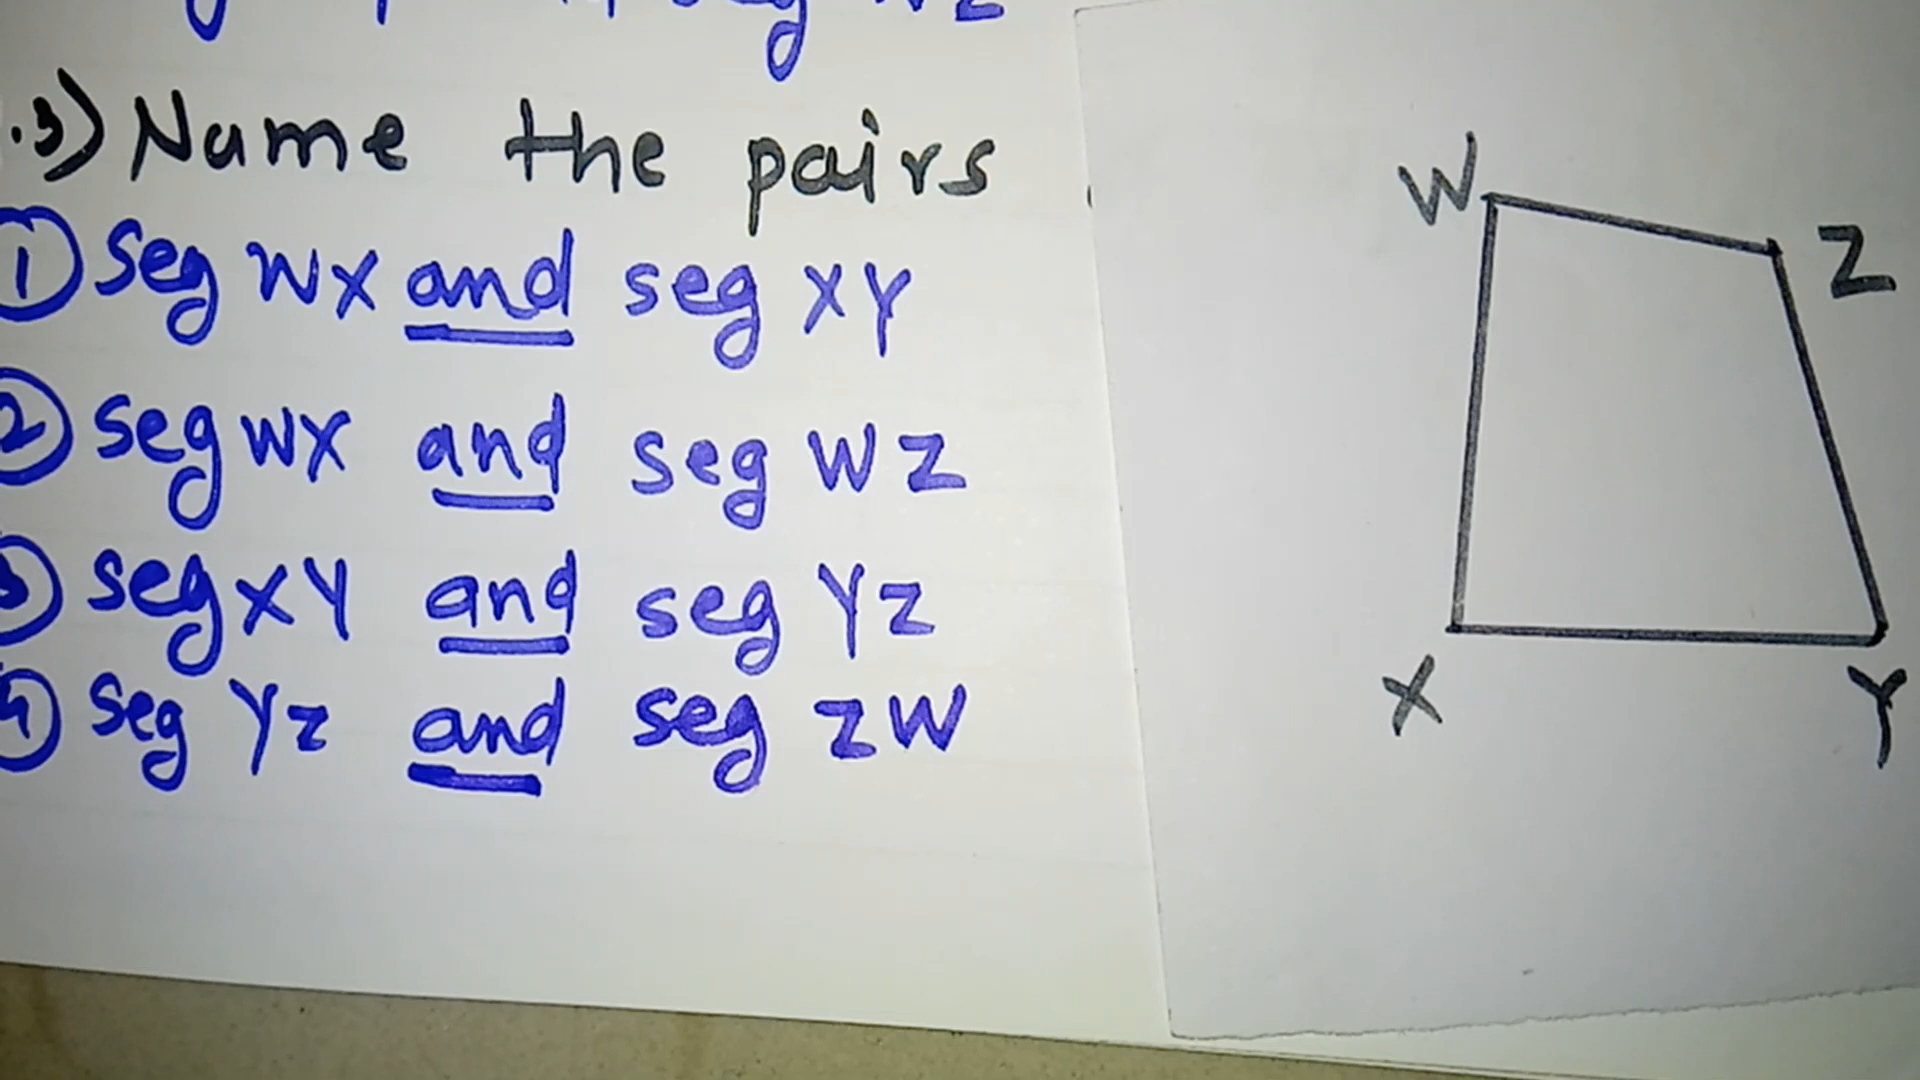 .3) Name the pairs
① seg WX and seg XY
② seg WX and seg WZ
③ seg XY and seg YZ
④ seg YZ and seg ZW
W
Z
X
Y